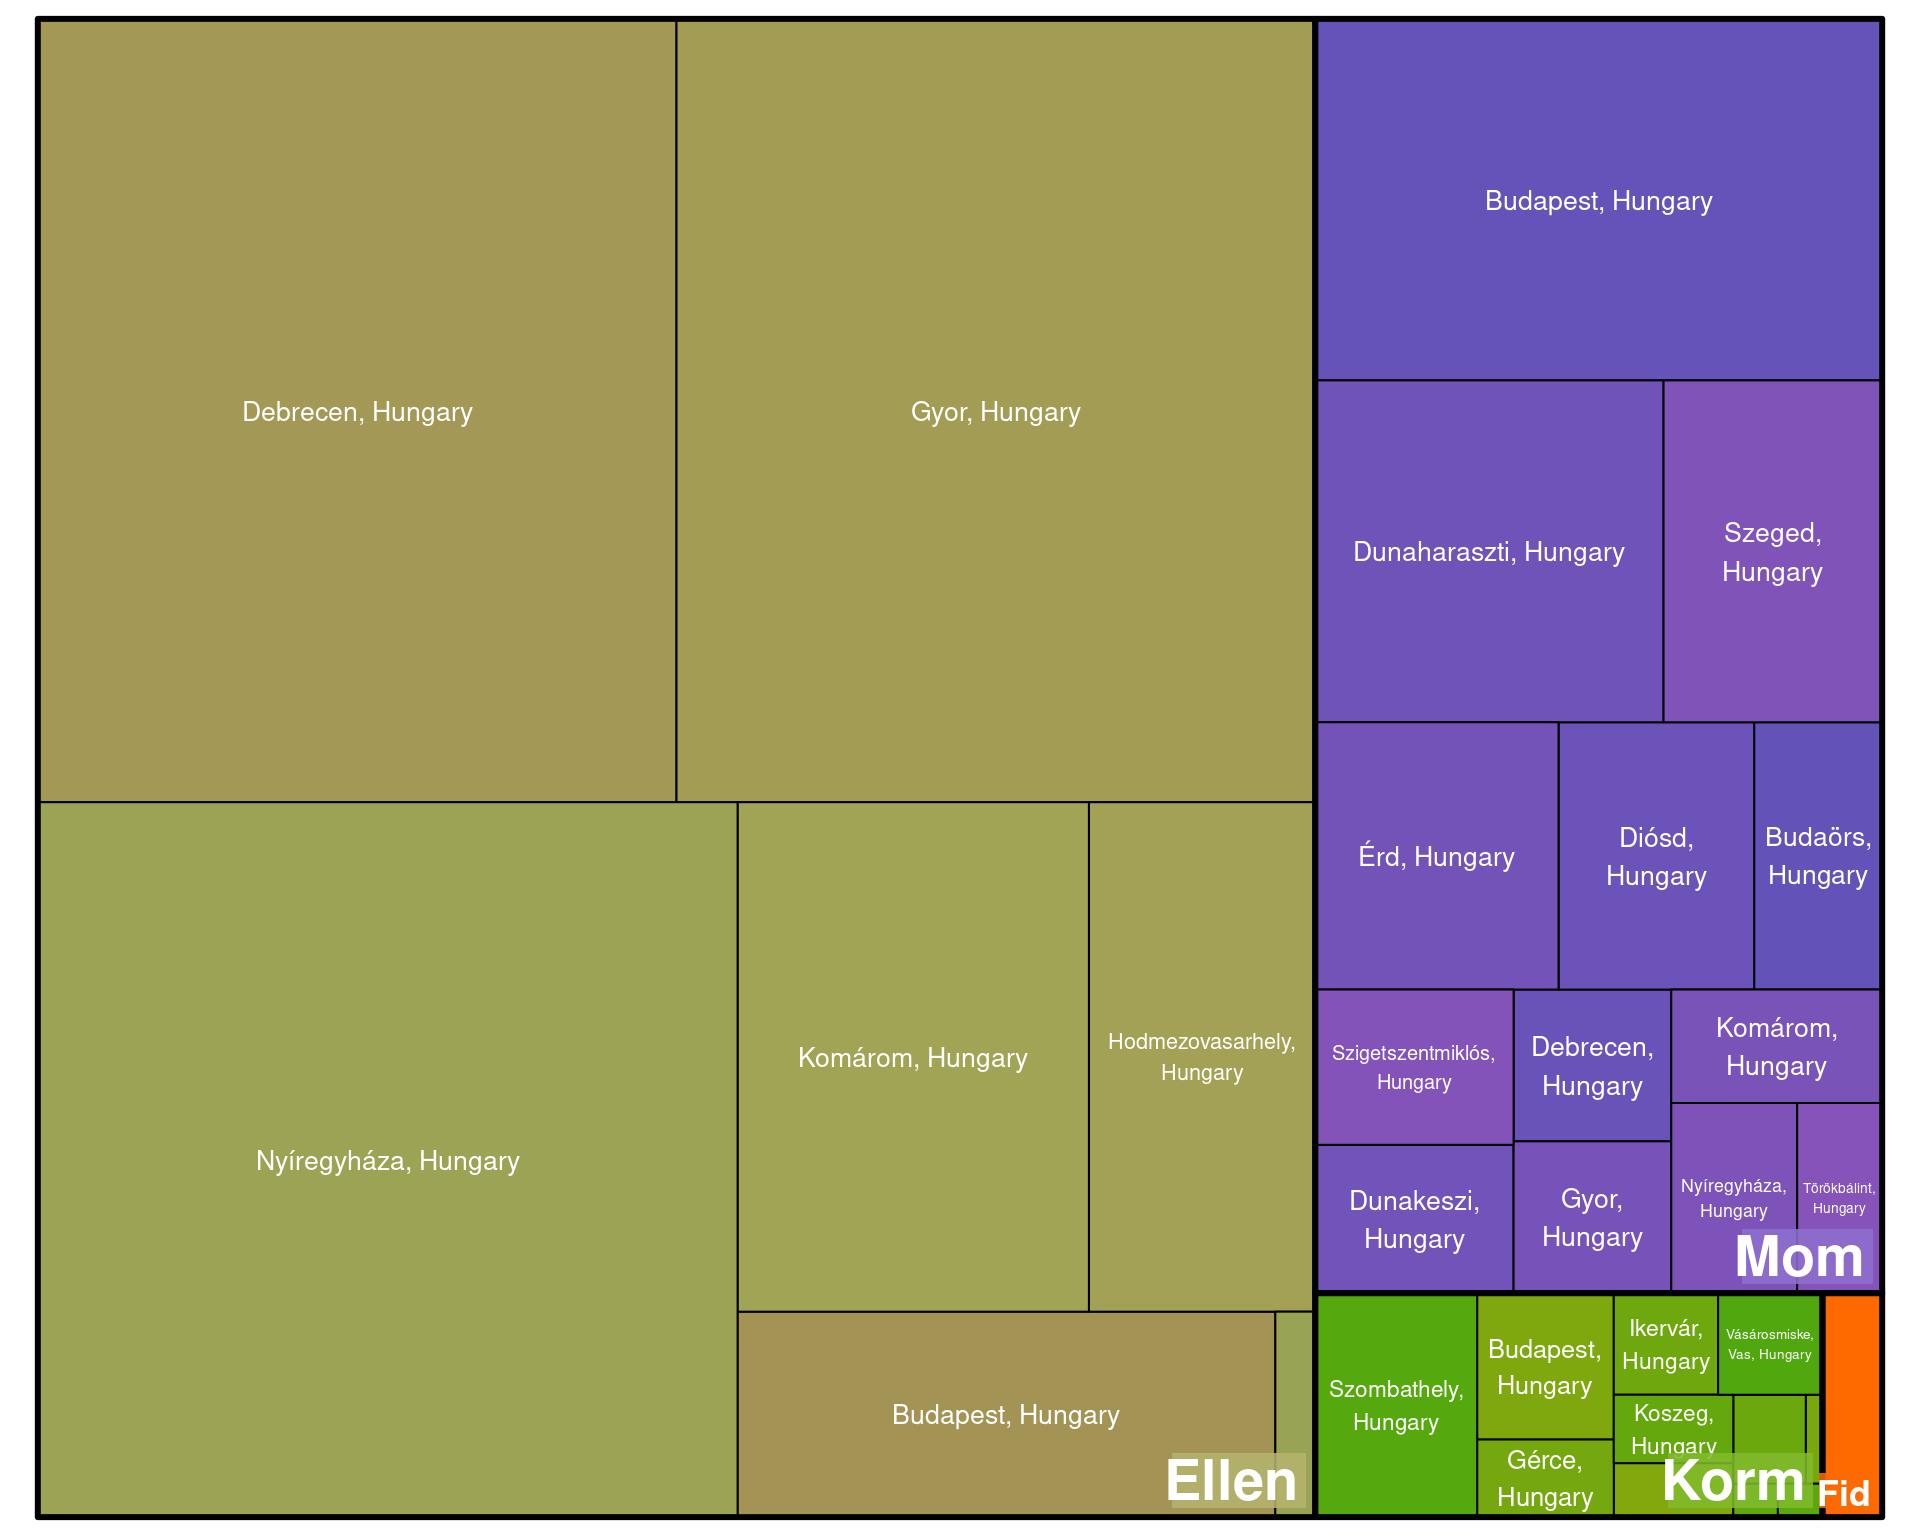 Debrecen, Hungary
Gyor, Hungary
Nyíregyháza, Hungary
Komárom, Hungary
Hodmezovasarhely,
Hungary
Budapest, Hungary
Ellen
Budapest, Hungary
Dunaharaszti, Hungary
Szeged,
Hungary
Érd, Hungary
Diósd,
Hungary
Budaörs,
Hungary
Szigetszentmiklós,
Hungary
Debrecen,
Hungary
Komárom,
Hungary
Dunakeszi,
Hungary
Gyor,
Hungary
Nyíregyháza,
Hungary
Törökbálint,
Hungary
Mom
Szombathely,
Hungary
Budapest,
Hungary
Ikervár,
Hungary
Vásárosmiske,
Vas, Hungary
Koszeg,
Hungary
Gérce,
Hungary
Korm
Fid